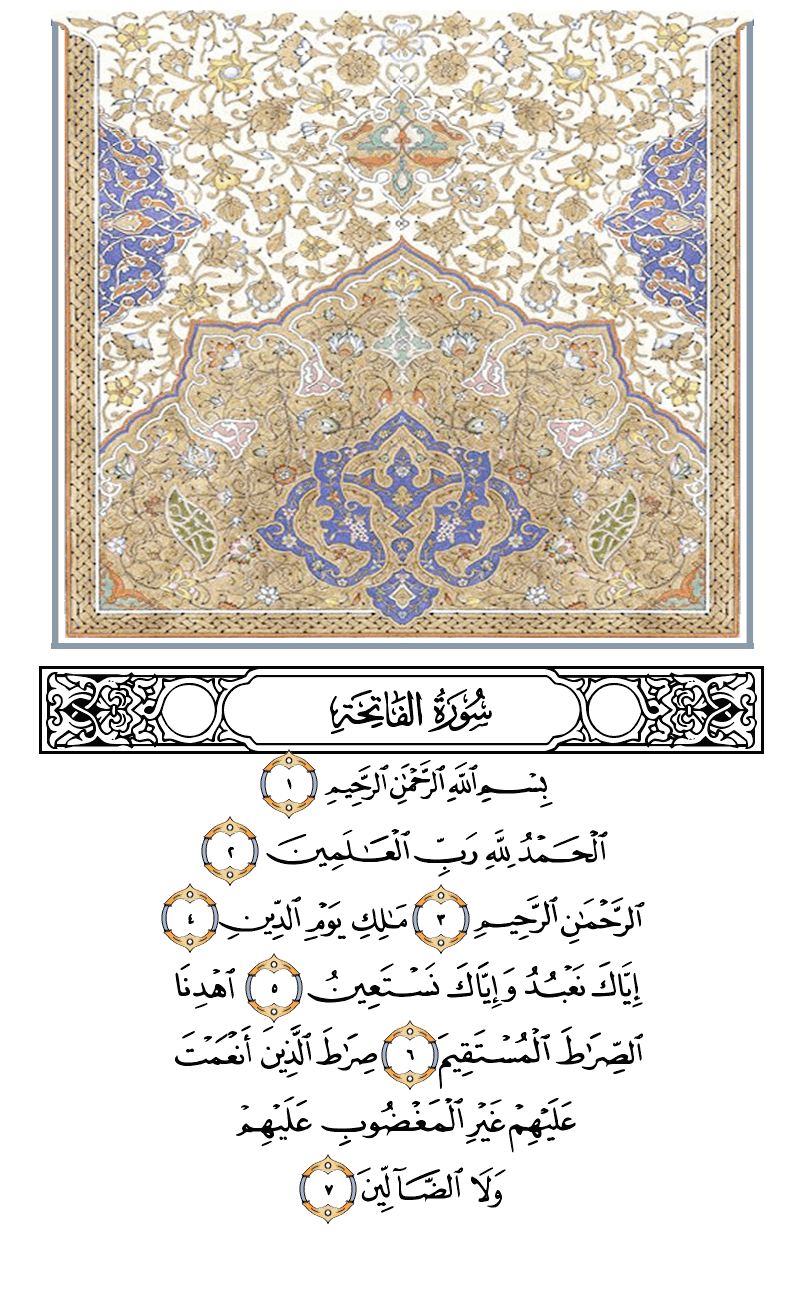 سُورَةُ الفَاتِحَةِ
بِسْمِ ٱللَّهِ ٱلرَّحْمَٰنِ ٱلرَّحِيمِ ١
ٱلْحَمْدُ لِلَّهِ رَبِّ ٱلْعَٰلَمِينَ ٢
ٱلرَّحْمَٰنِ ٱلرَّحِيمِ ٣ مَٰلِكِ يَوْمِ ٱلدِّينِ ٤
إِيَّاكَ نَعْبُدُ وَإِيَّاكَ نَسْتَعِينُ ٥ ٱهْدِنَا
ٱلصِّرَٰطَ ٱلْمُسْتَقِيمَ ٦ صِرَٰطَ ٱلَّذِينَ أَنْعَمْتَ
عَلَيْهِمْ غَيْرِ ٱلْمَغْضُوبِ عَلَيْهِمْ
وَلَا ٱلضَّآلِّينَ ٧